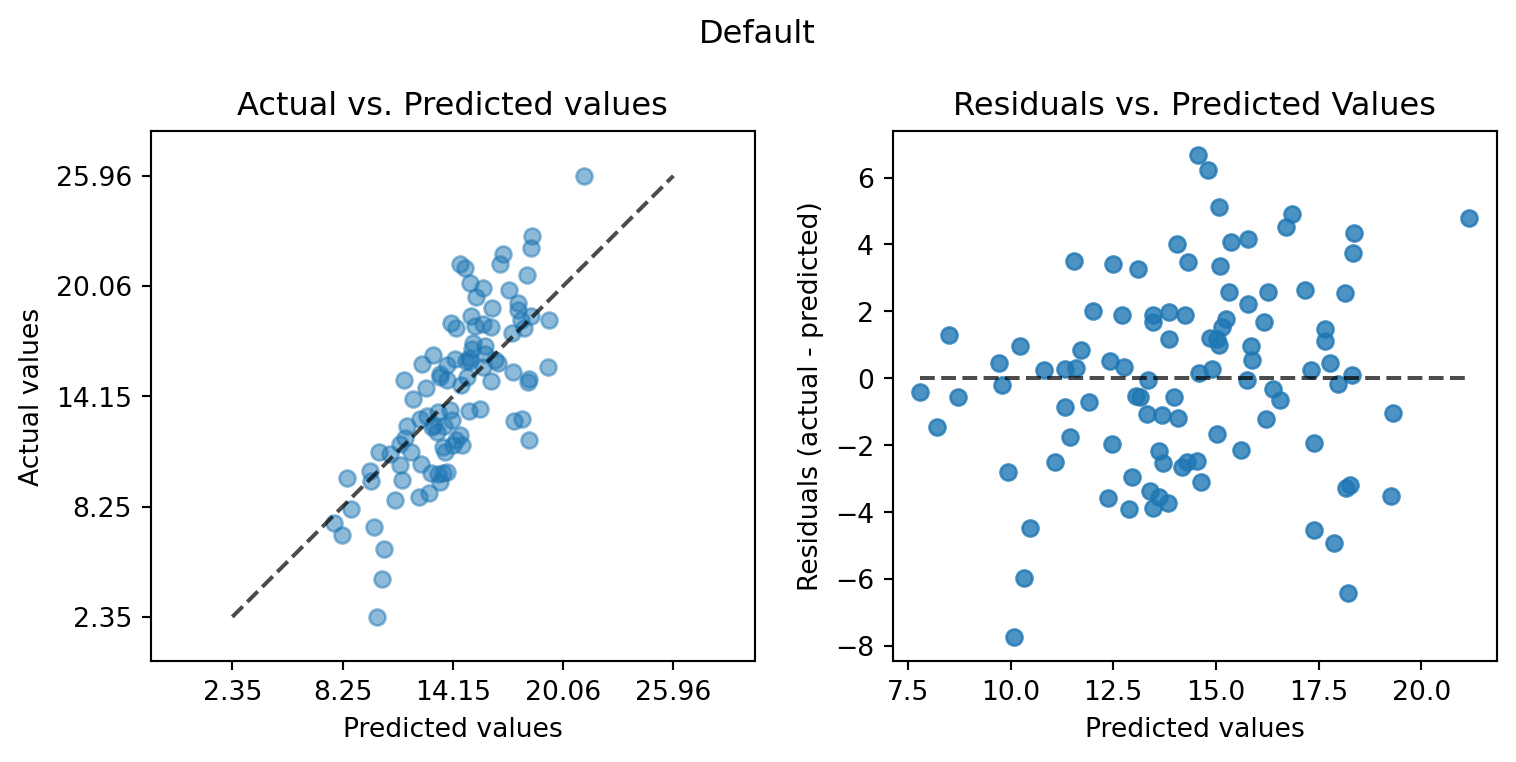 Default
Actual vs. Predicted values
Actual values
25.96
20.06
14.15
8.25
2.35
2.35 8.25 14.15 20.06 25.96
Predicted values
Residuals vs. Predicted Values
Residuals (actual - predicted)
6
4
2
0
−2
−4
−6
−8
7.5 10.0 12.5 15.0 17.5 20.0
Predicted values